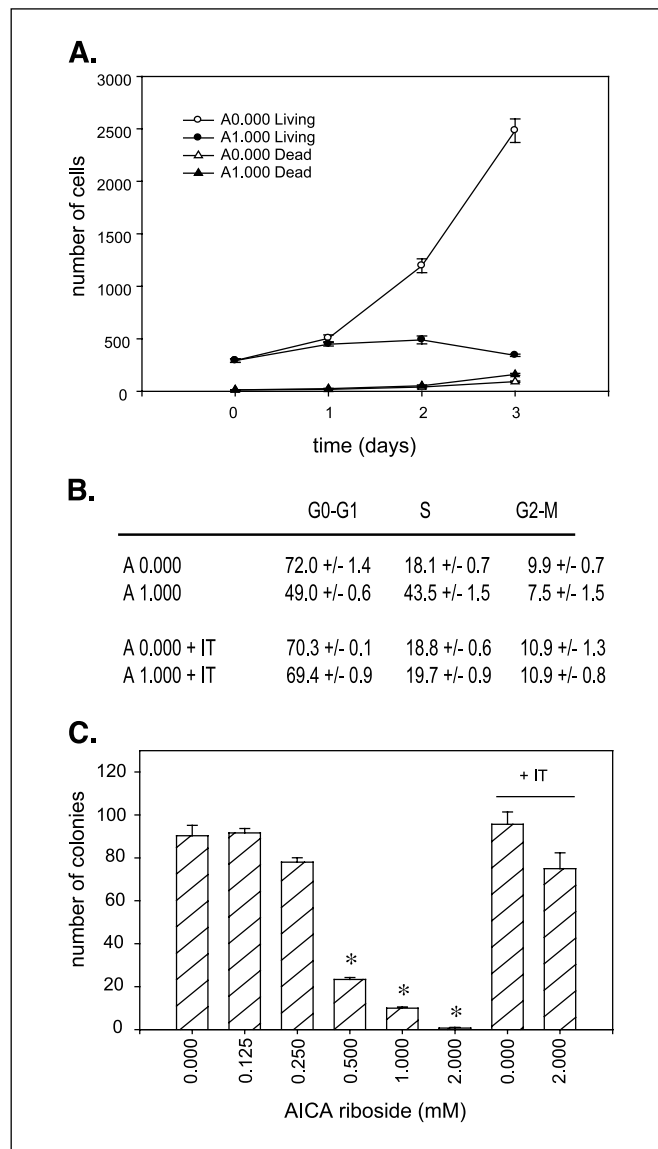 A.
3000
2500
2000
1500
1000
500
0
number of cells
A0.000 Living
A1.000 Living
A0.000 Dead
A1.000 Dead
0 1 2 3
time (days)
B.
G0-G1 S G2-M
A 0.000 72.0 +/- 1.4 18.1 +/- 0.7 9.9 +/- 0.7
A 1.000 49.0 +/- 0.6 43.5 +/- 1.5 7.5 +/- 1.5
A 0.000 + IT 70.3 +/- 0.1 18.8 +/- 0.6 10.9 +/- 1.3
A 1.000 + IT 69.4 +/- 0.9 19.7 +/- 0.9 10.9 +/- 0.8
C.
120
100
80
60
40
20
0
number of colonies
+ IT
* * *
0.000 0.125 0.250 0.500 1.000 2.000 0.000 2.000
AICA riboside (mM)